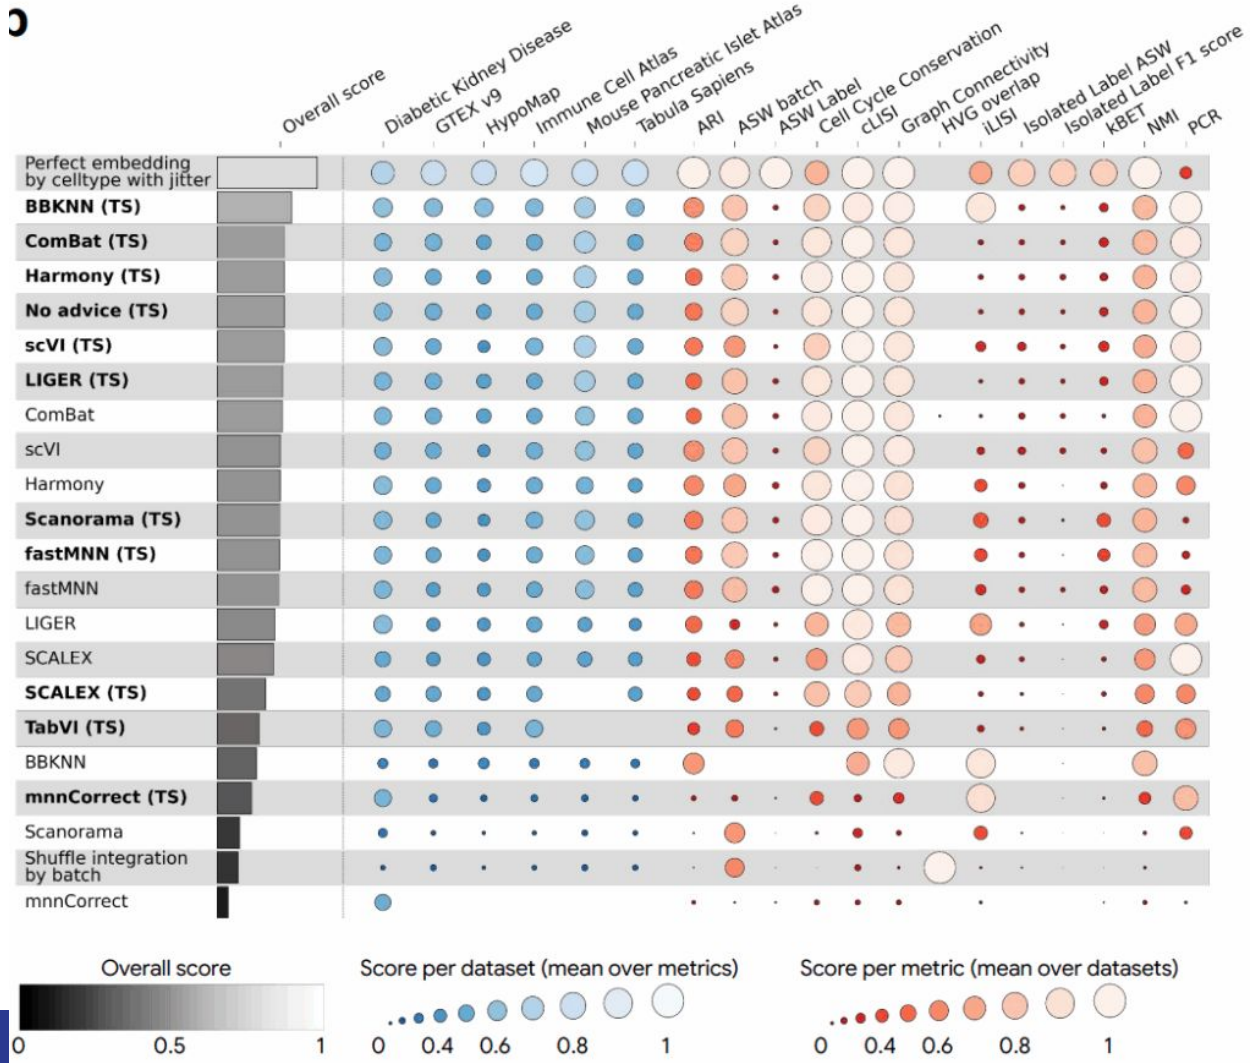 b
Overall score
Diabetic Kidney Disease
GTEX v9
HypoMap
Immune Cell Atlas
Mouse Pancreatic Islet Atlas
Tabula Sapiens
ARI
ASW batch
ASW Label
Cell Cycle Conservation
cLISI
Graph Connectivity
HVG overlap
iLISI
Isolated Label ASW
Isolated Label F1 score
kBET
NMI
PCR
Perfect embedding
by celltype with jitter
BBKNN (TS)
ComBat (TS)
Harmony (TS)
No advice (TS)
scVI (TS)
LIGER (TS)
ComBat
scVI
Harmony
Scanorama (TS)
fastMNN (TS)
fastMNN
LIGER
SCALEX
SCALEX (TS)
TabVI (TS)
BBKNN
mnnCorrect (TS)
Scanorama
Shuffle integration
by batch
mnnCorrect
Overall score
0 0.5 1
Score per dataset (mean over metrics)
0 0.4 0.6 0.8 1
Score per metric (mean over datasets)
0 0.4 0.6 0.8 1